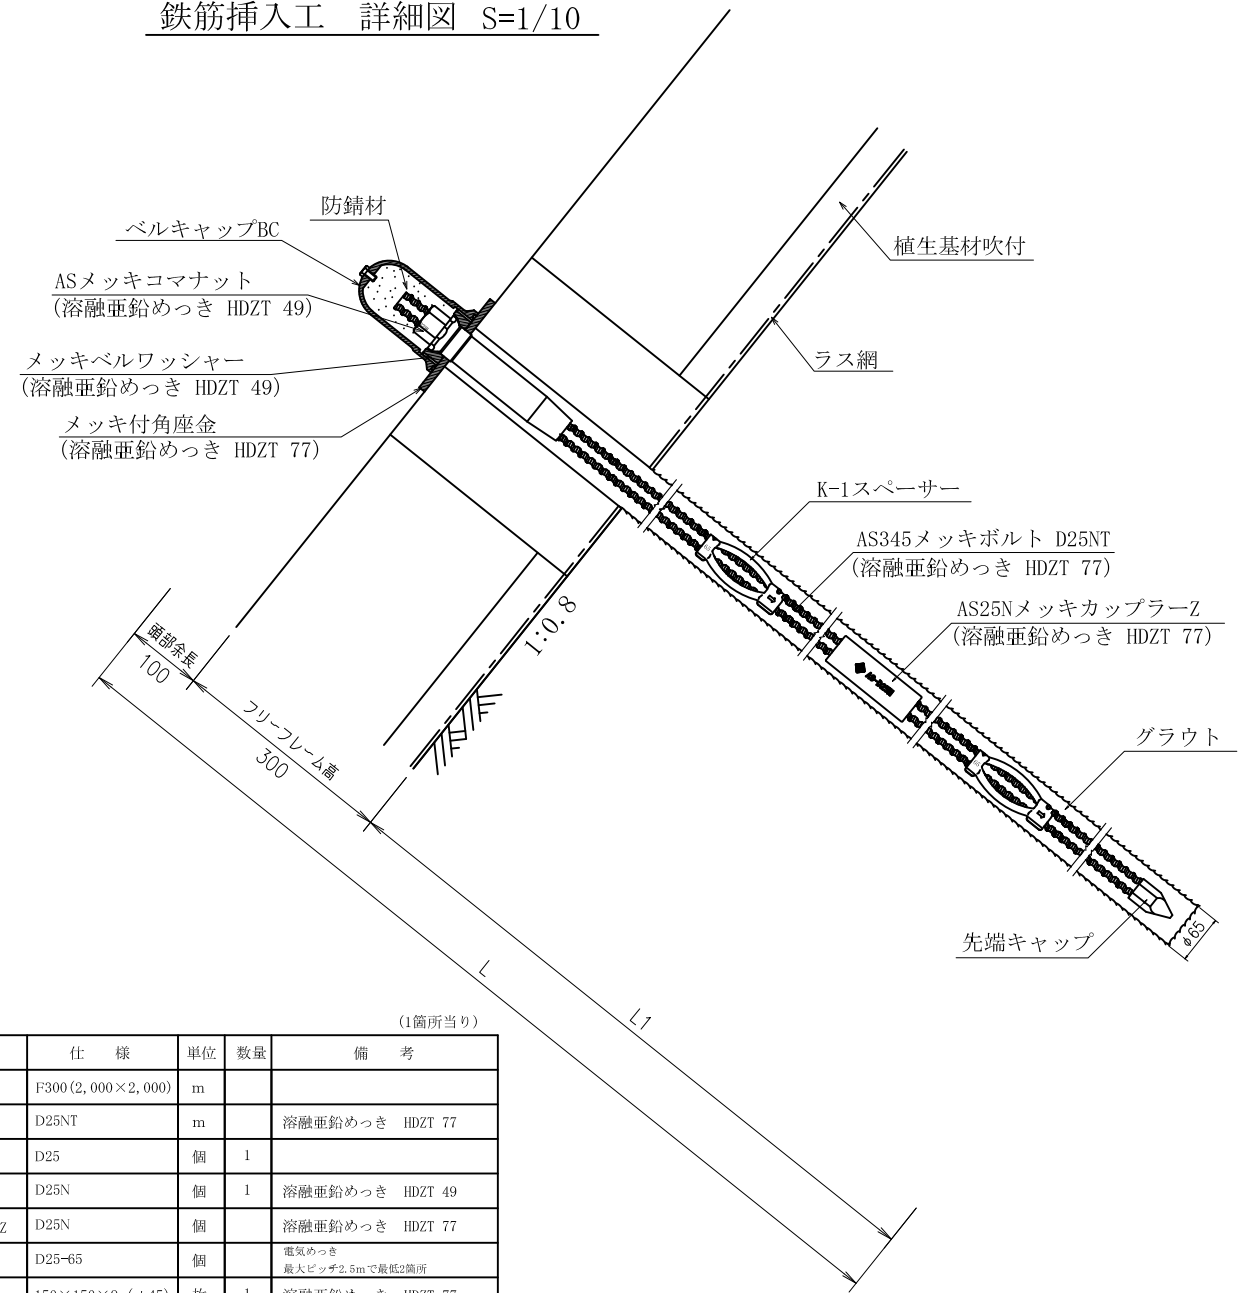 鉄筋挿入工　詳細図　S=1/10
防錆材
ベルキャップBC
ASメッキコマナット
(溶融亜鉛めっき HDZT 49)
メッキベルワッシャー
(溶融亜鉛めっき HDZT 49)
メッキ付角座金
(溶融亜鉛めっき HDZT 77)
植生基材吹付
ラス網
K-1スペーサー
AS345メッキボルト D25NT
(溶融亜鉛めっき HDZT 77)
AS25NメッキカップラーZ
(溶融亜鉛めっき HDZT 77)
グラウト
先端キャップ
φ65
1:0.8
頭部余長
100
フリーフレーム高
300
L
L1
(1箇所当り)
仕　様　単位　数量　備　考
F300(2,000×2,000)　m
D25NT　m　溶融亜鉛めっき　HDZT 77
D25　個　1
D25N　個　1　溶融亜鉛めっき　HDZT 49
Z　D25N　個　溶融亜鉛めっき　HDZT 77
D25-65　個　電気めっき
最大ピッチ2.5mで最低2箇所